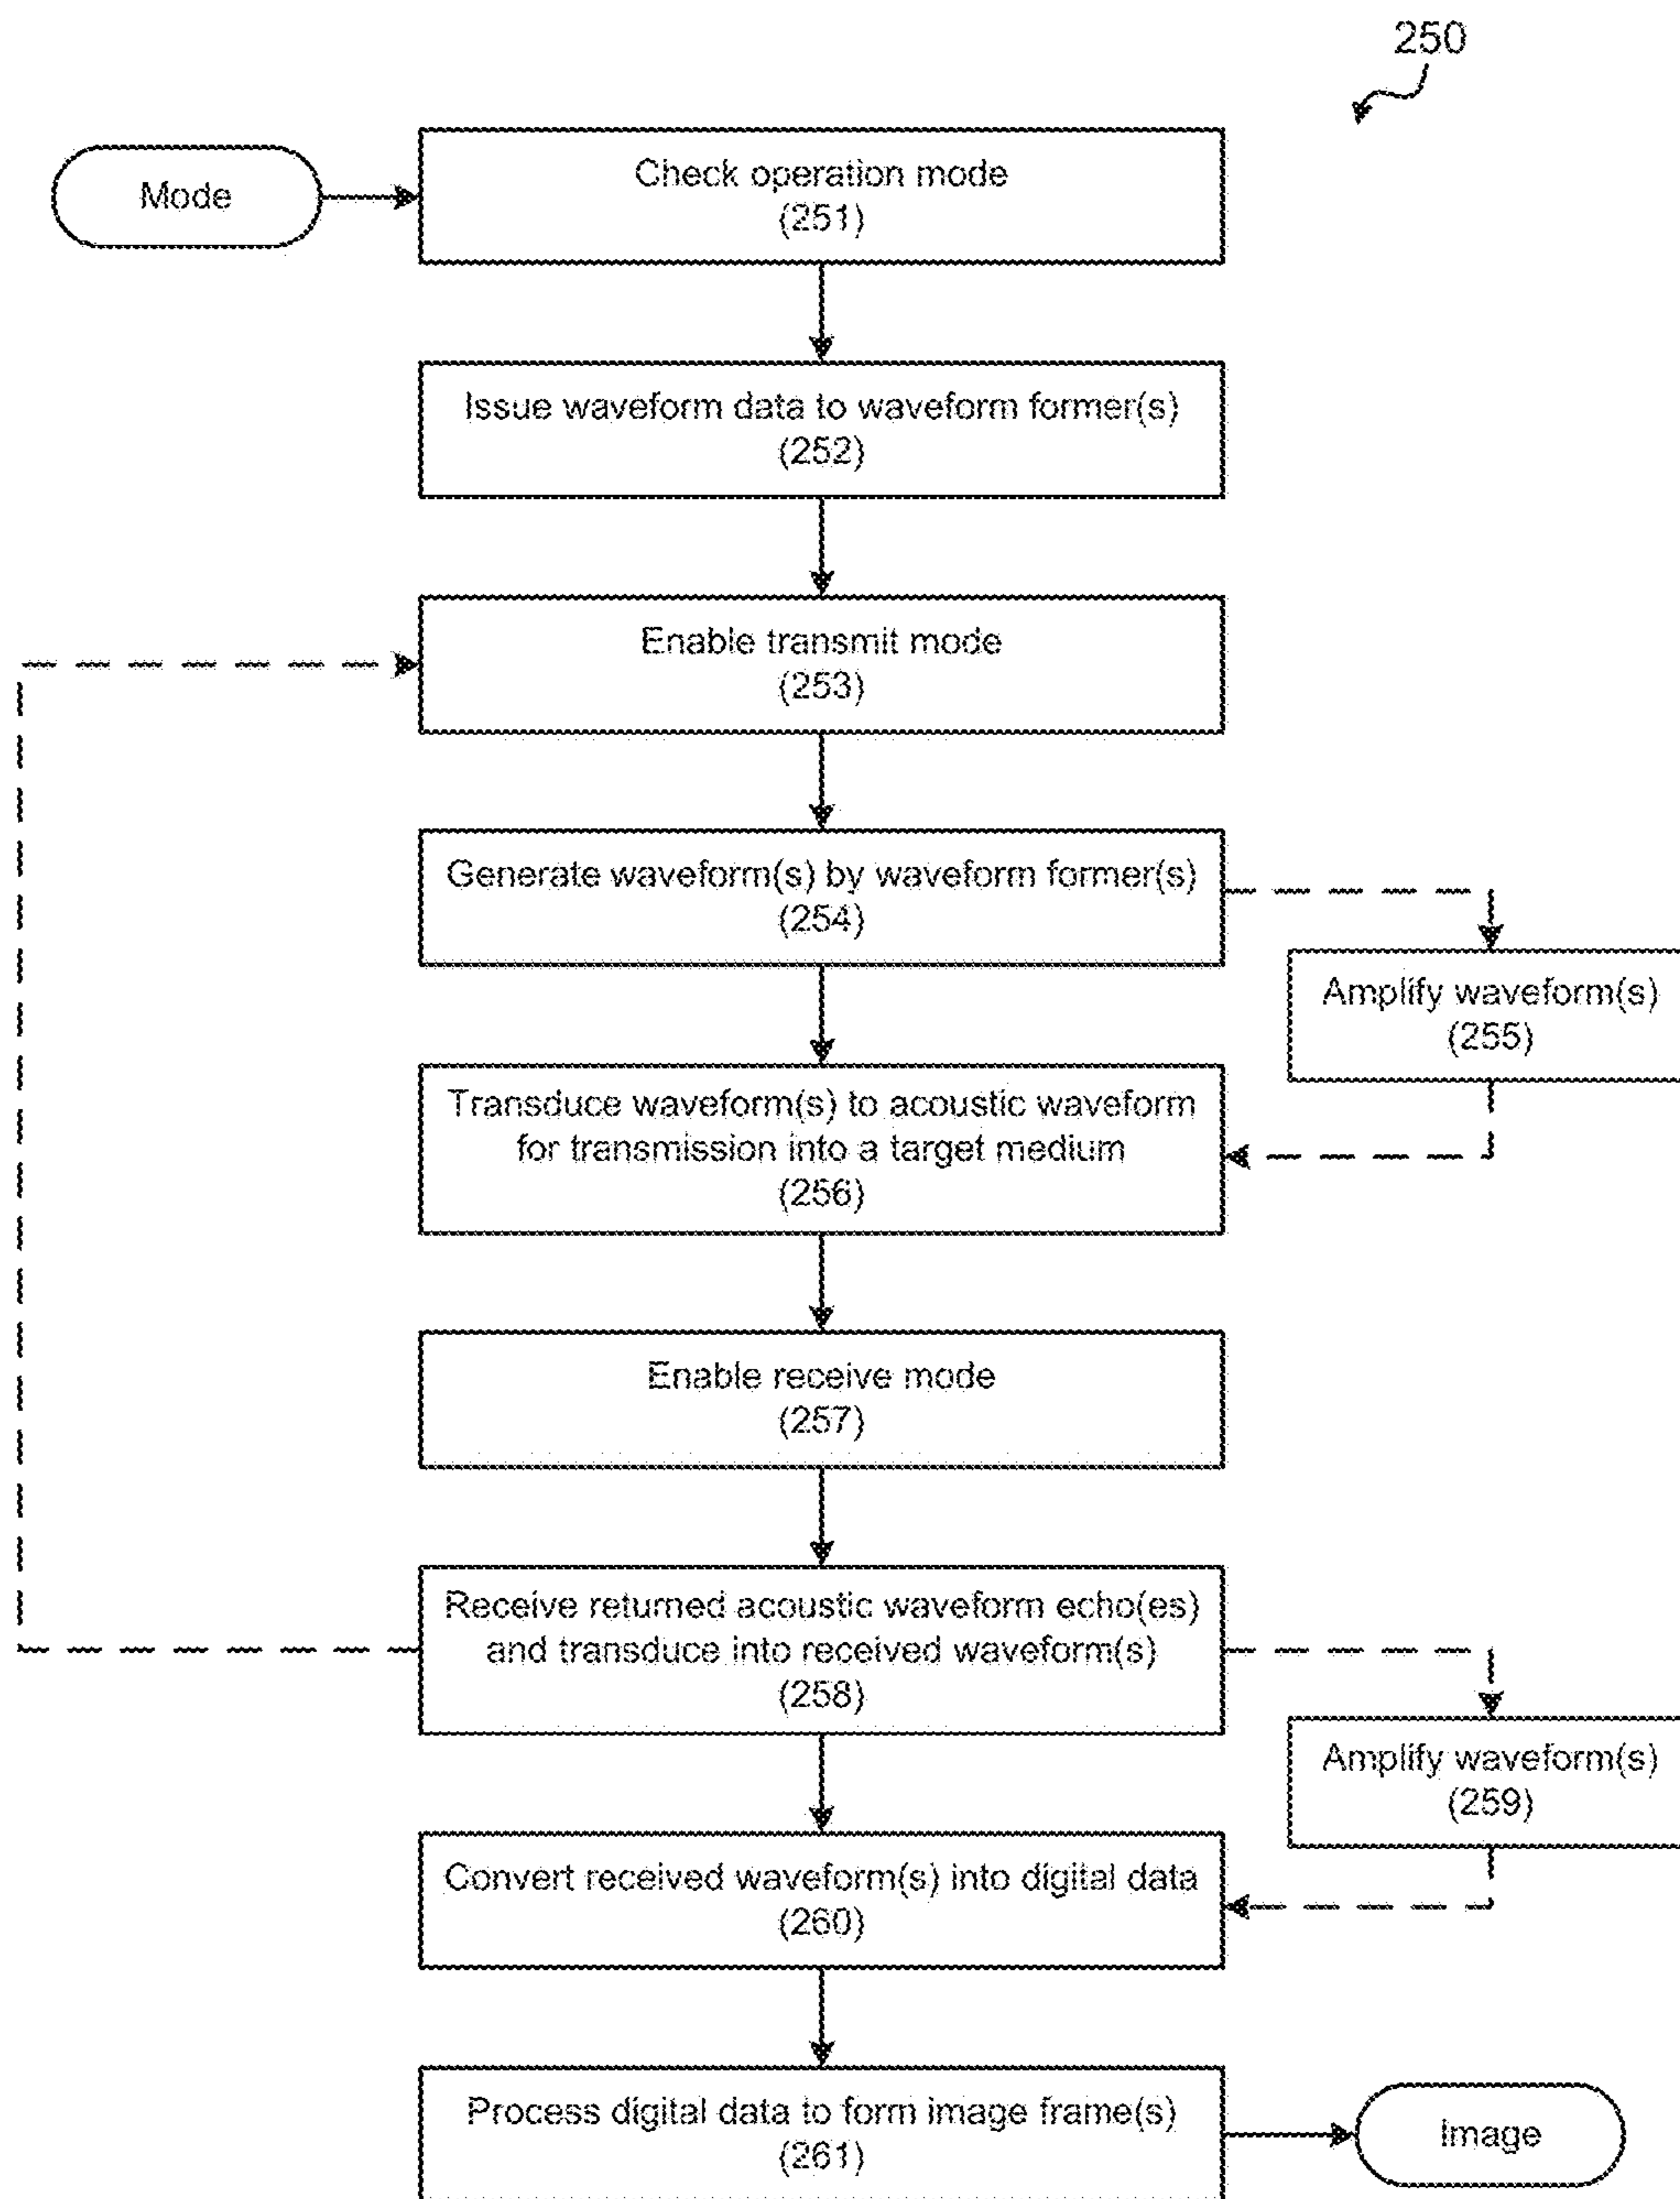 250
Mode
Check operation mode
(251)
Issue waveform data to waveform former(s)
(252)
Enable transmit mode
(253)
Generate waveform(s) by waveform former(s)
(254)
Amplify waveform(s)
(255)
Transduce waveform(s) to acoustic waveform
for transmission into a target medium
(256)
Enable receive mode
(257)
Receive returned acoustic waveform echo(es)
and transduce into received waveform(s)
(258)
Amplify waveform(s)
(259)
Convert received waveform(s) into digital data
(260)
Process digital data to form image frame(s)
(261)
Image